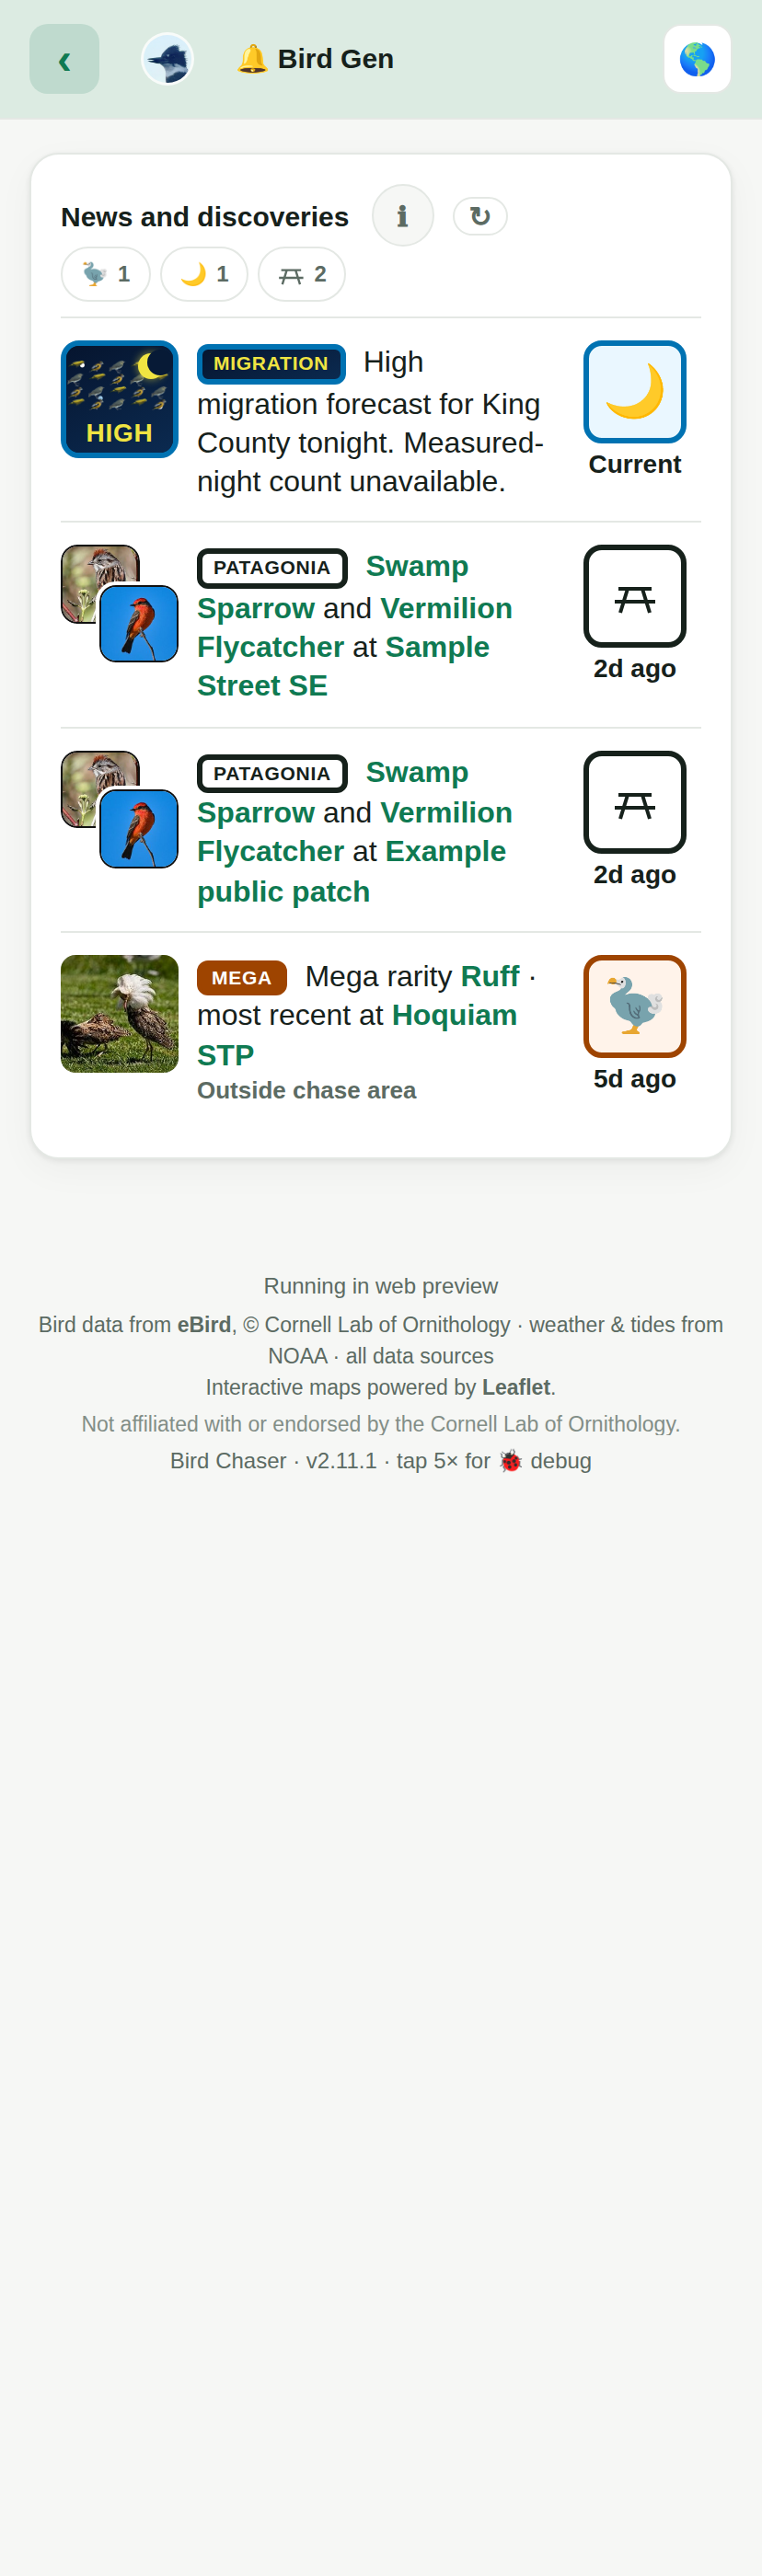 ‹ 🔔 Bird Gen 🌎
News and discoveries ℹ ↻
🦤 1 🌙 1 2
HIGH
MIGRATION High
migration forecast for King
County tonight. Measured-
night count unavailable.
Current
PATAGONIA Swamp
Sparrow and Vermilion
Flycatcher at Sample
Street SE
2d ago
PATAGONIA Swamp
Sparrow and Vermilion
Flycatcher at Example
public patch
2d ago
MEGA Mega rarity Ruff ·
most recent at Hoquiam
STP
Outside chase area
5d ago
Running in web preview
Bird data from eBird, © Cornell Lab of Ornithology · weather & tides from
NOAA · all data sources
Interactive maps powered by Leaflet.
Not affiliated with or endorsed by the Cornell Lab of Ornithology.
Bird Chaser · v2.11.1 · tap 5× for 🐞 debug